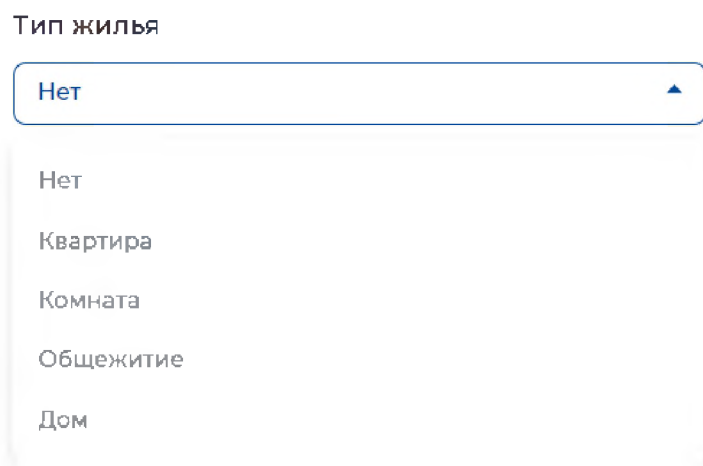 Тип жилья
Нет
Нет
Квартира
Комната
Общежитие
Дом